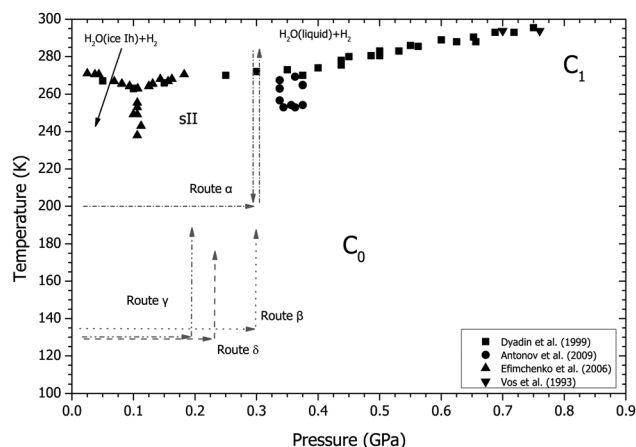 H2O(ice Ih)+H2
H2O(liquid)+H2
C1
sII
Route α
C0
Route γ
Route β
Route δ
300
280
260
240
220
200
180
160
140
120
100
Temperature (K)
0.0 0.1 0.2 0.3 0.4 0.5 0.6 0.7 0.8 0.9
Pressure (GPa)
Dyadin et al. (1999)
Antonov et al. (2009)
Efimchenko et al. (2006)
Vos et al. (1993)